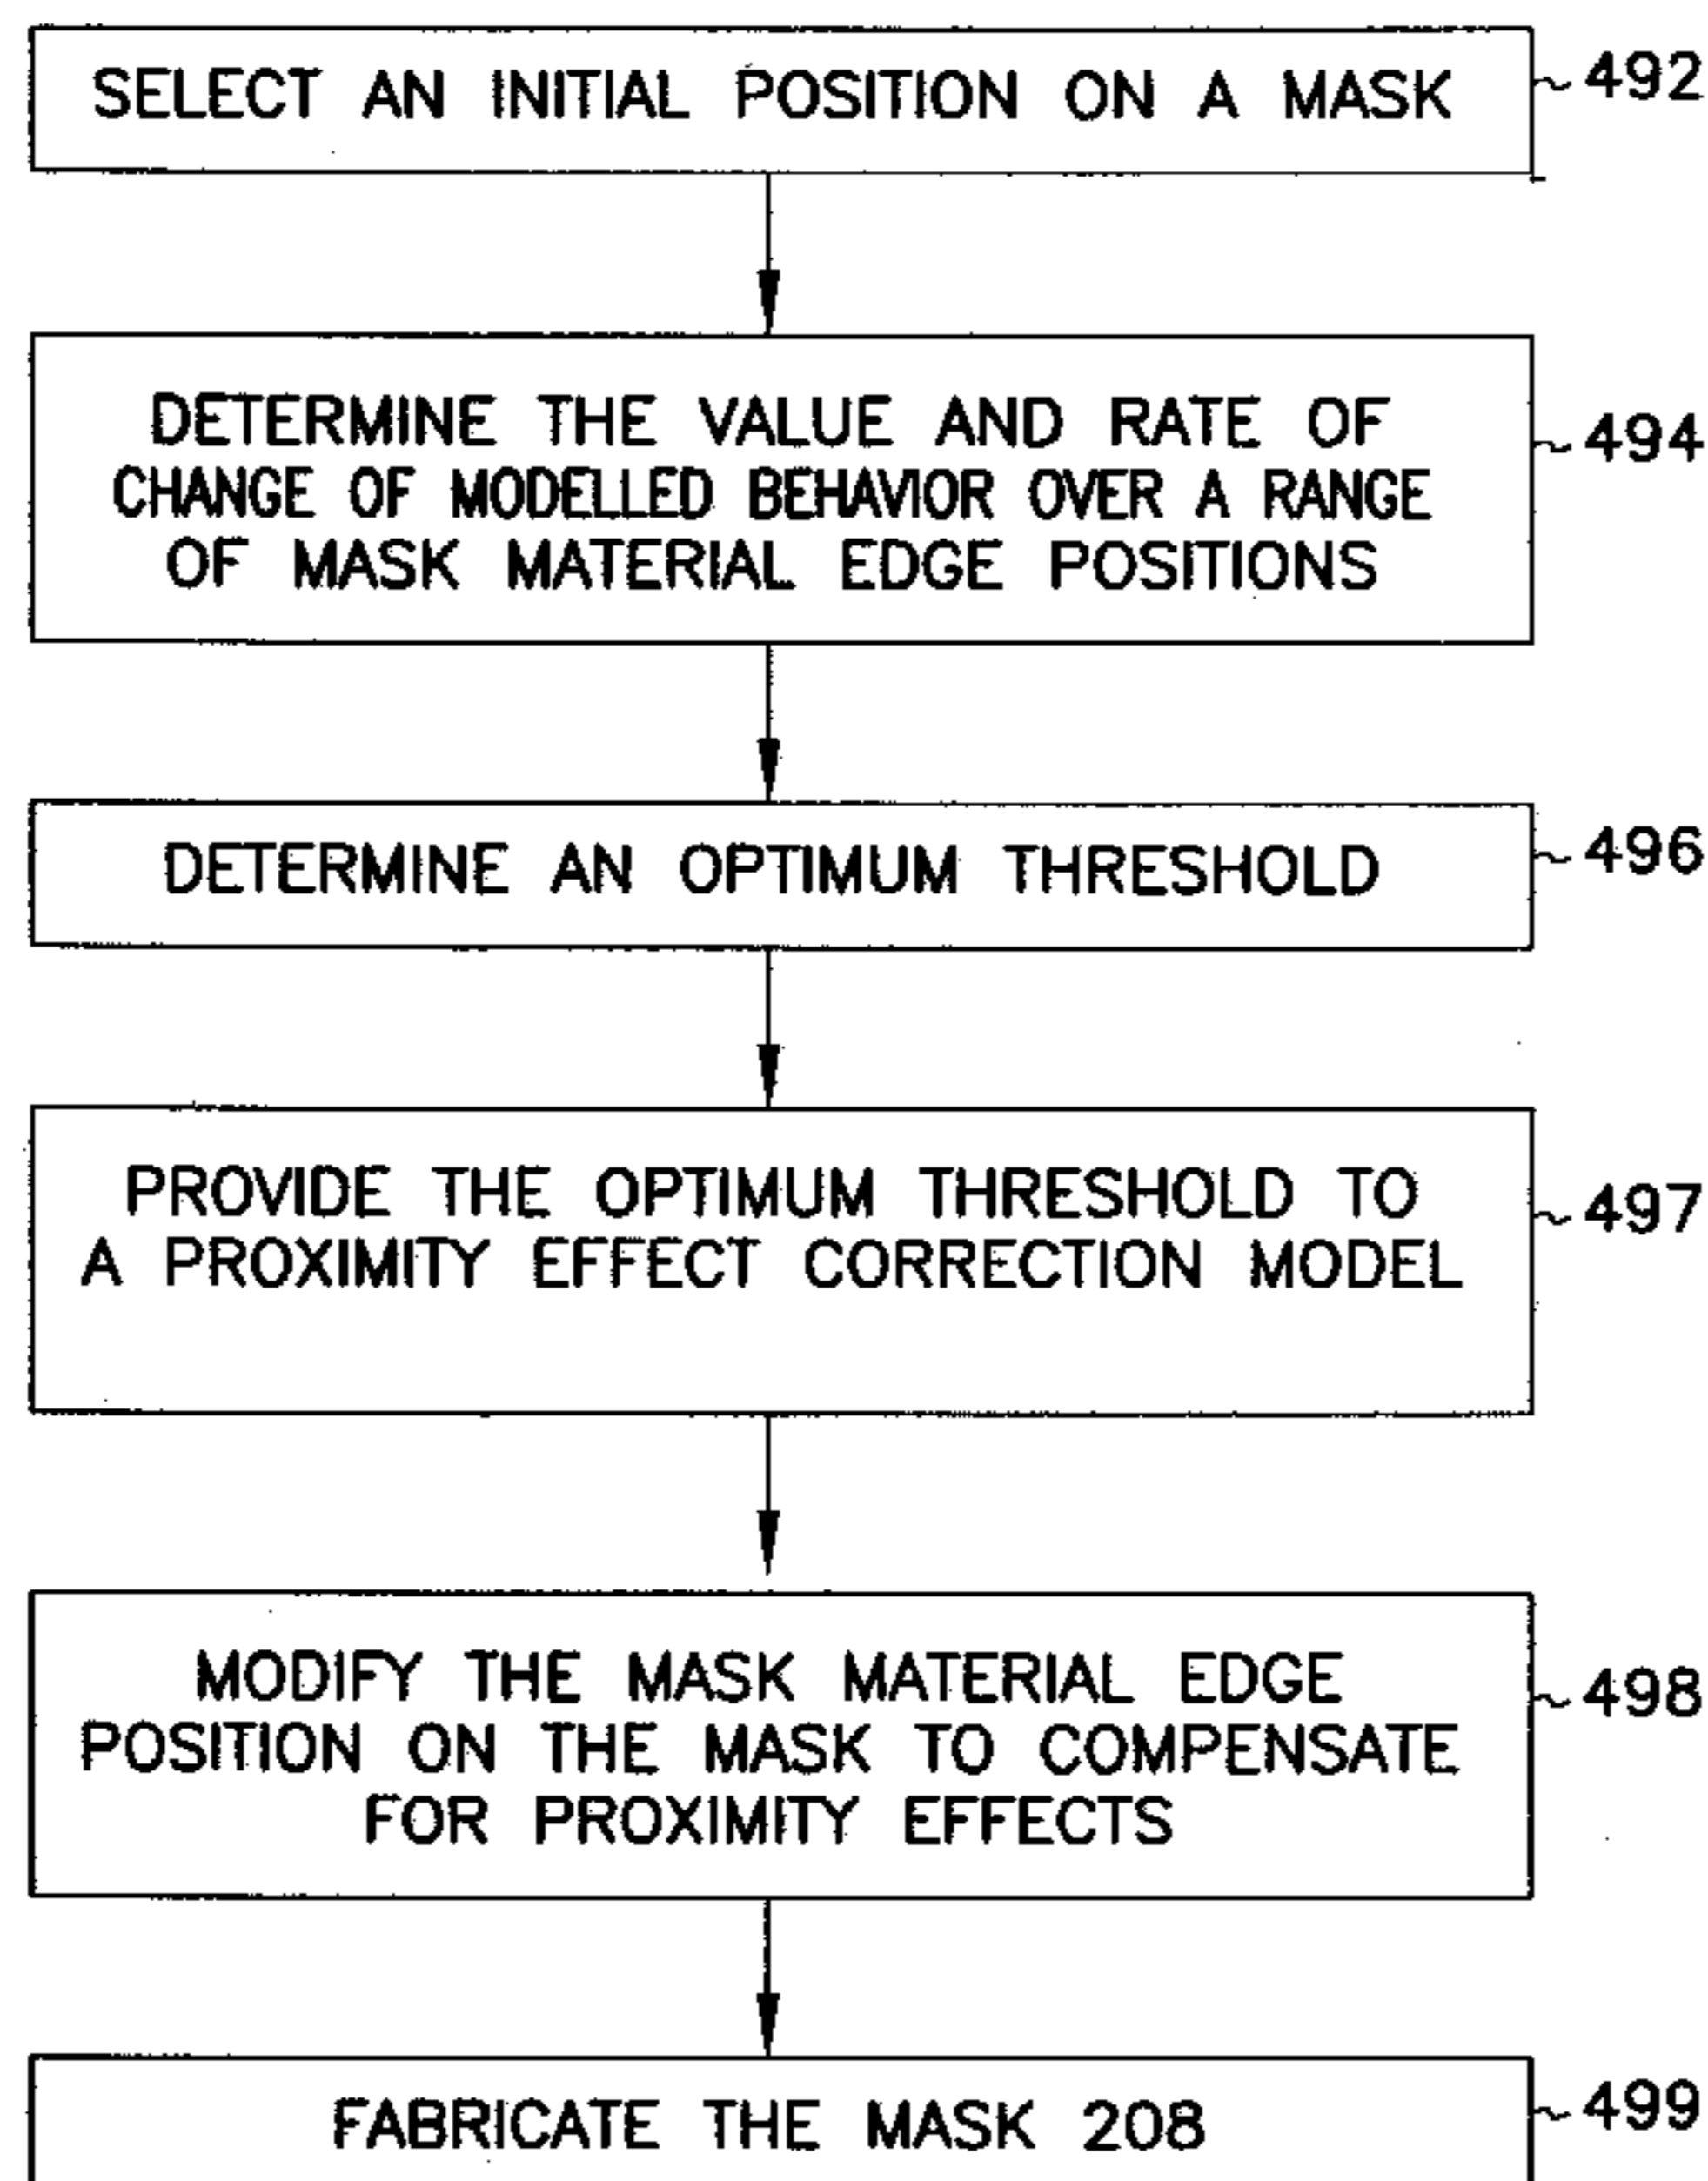 SELECT AN INITIAL POSITION ON A MASK
~492
DETERMINE THE VALUE AND RATE OF
CHANGE OF MODELLED BEHAVIOR OVER A RANGE
OF MASK MATERIAL EDGE POSITIONS
~494
DETERMINE AN OPTIMUM THRESHOLD
~496
PROVIDE THE OPTIMUM THRESHOLD TO
A PROXIMITY EFFECT CORRECTION MODEL
~497
MODIFY THE MASK MATERIAL EDGE
POSITION ON THE MASK TO COMPENSATE
FOR PROXIMITY EFFECTS
~498
FABRICATE THE MASK 208
~499